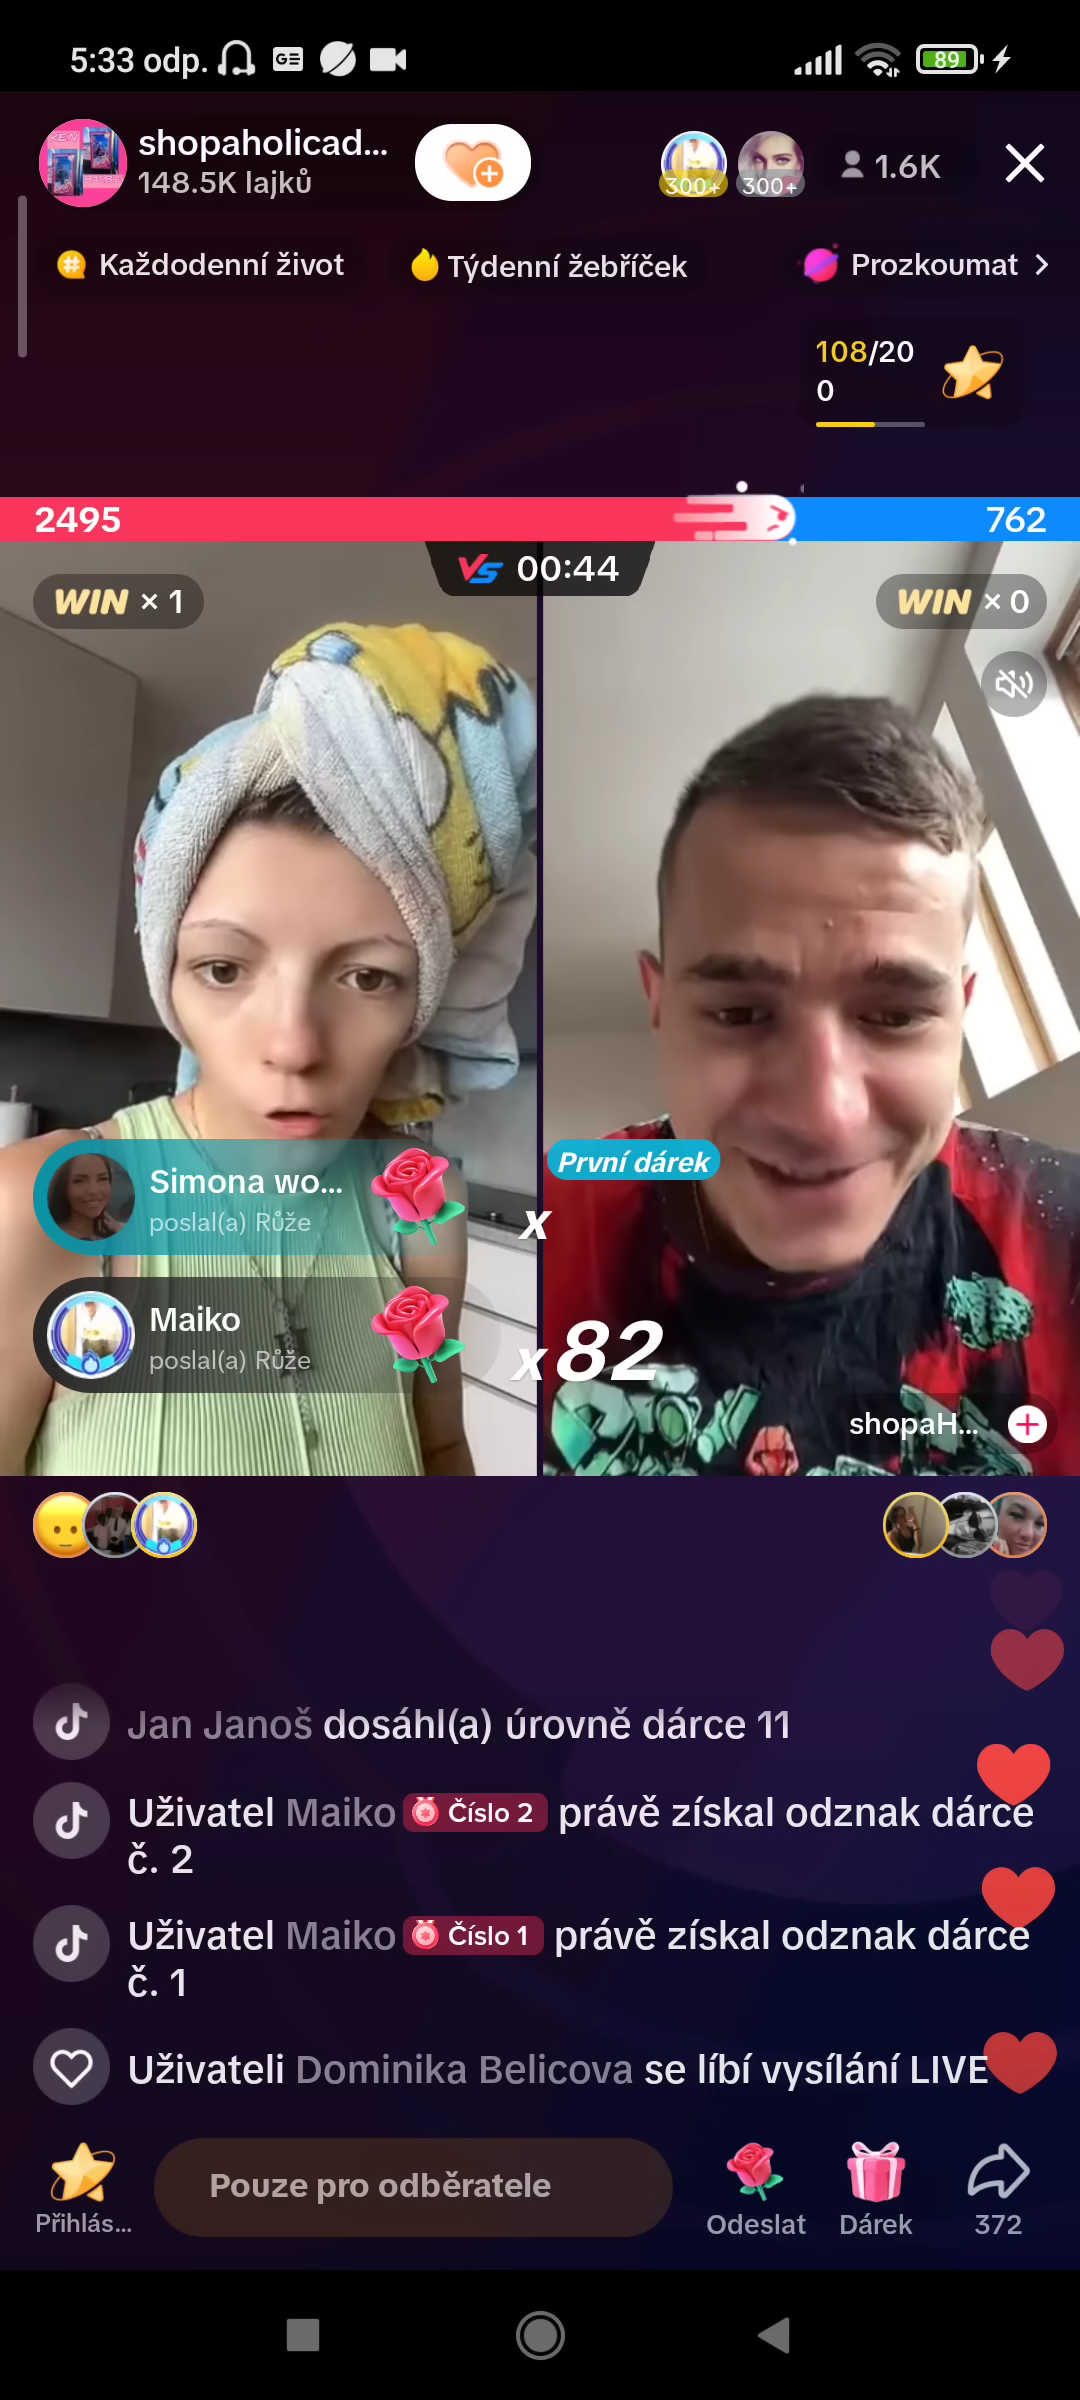 5:33 odp.
GE
89
shopaholicad...
148.5K lajků
300+
300+
1.6K
Každodenní život
Týdenní žebříček
Prozkoumat
108/20
0
2495
762
VS 00:44
WIN × 1
WIN × 0
Simona wo...
poslal(a) Růže
x
První dárek
Maiko
poslal(a) Růže
x 82
shopaH...
Jan Janoš dosáhl(a) úrovně dárce 11
Uživatel Maiko Číslo 2 právě získal odznak dárce
č. 2
Uživatel Maiko Číslo 1 právě získal odznak dárce
č. 1
Uživateli Dominika Belicova se líbí vysílání LIVE
Přihlás...
Pouze pro odběratele
Odeslat
Dárek
372